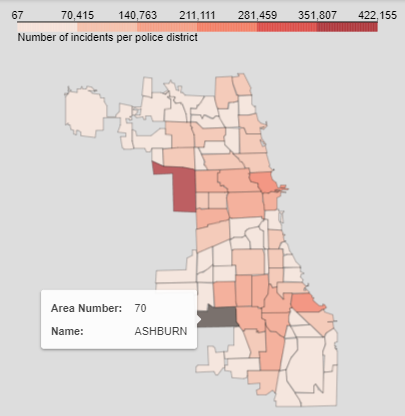 67 70,415 140,763 211,111 281,459 351,807 422,155
Number of incidents per police district
Area Number: 70
Name: ASHBURN